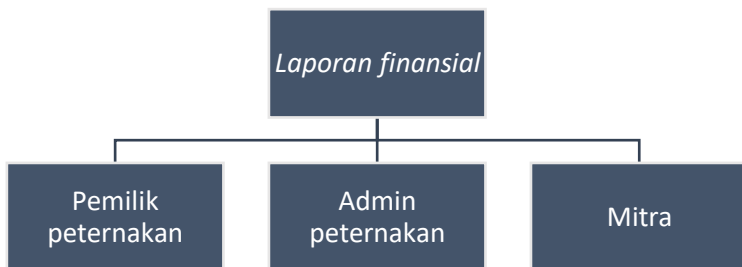 Laporan finansial
Pemilik
peternakan
Admin
peternakan
Mitra